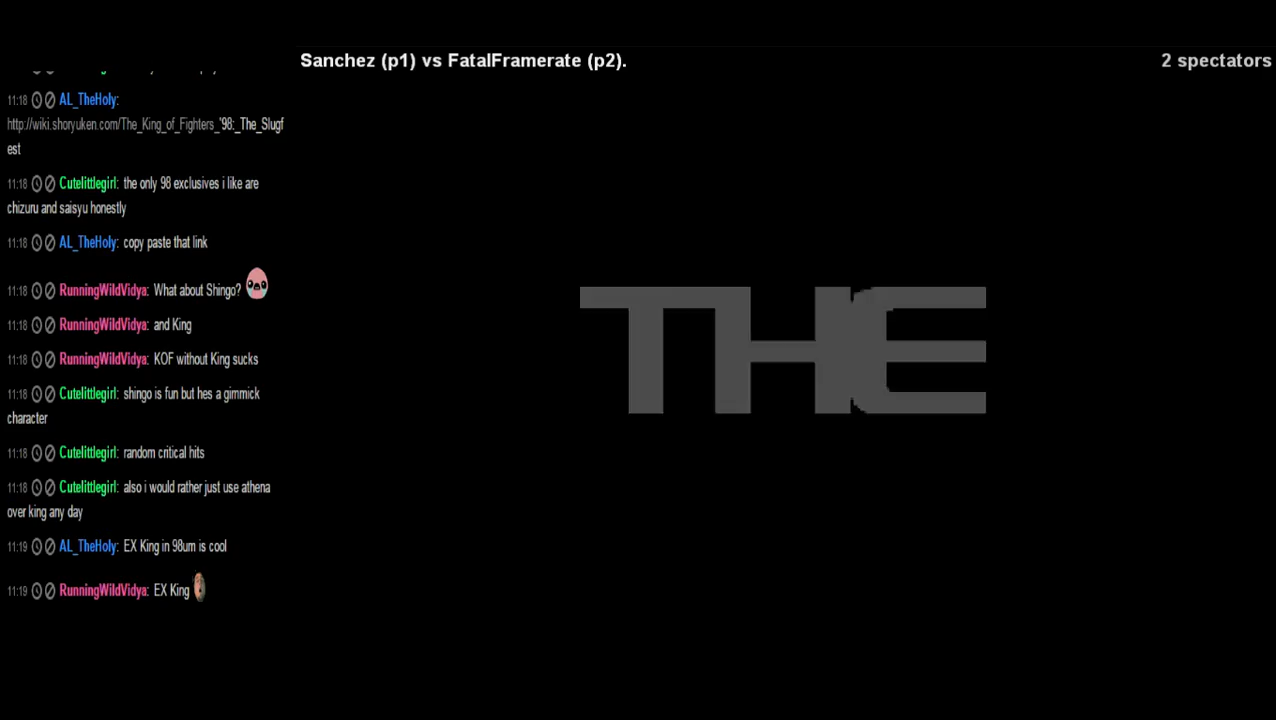 Sanchez (p1) vs FatalFramerate (p2).
2 spectators
11:18 AL_TheHoly:
http://wiki.shoryuken.com/The_King_of_Fighters_'98:_The_Slugf
est
11:18 Cutelittlegirl: the only 98 exclusives i like are
chizuru and saisyu honestly
11:18 AL_TheHoly: copy paste that link
11:18 RunningWildVidya: What about Shingo?
11:18 RunningWildVidya: and King
11:18 RunningWildVidya: KOF without King sucks
11:18 Cutelittlegirl: shingo is fun but hes a gimmick
character
11:18 Cutelittlegirl: random critical hits
11:18 Cutelittlegirl: also i would rather just use athena
over king any day
11:19 AL_TheHoly: EX King in 98um is cool
11:19 RunningWildVidya: EX King
THE